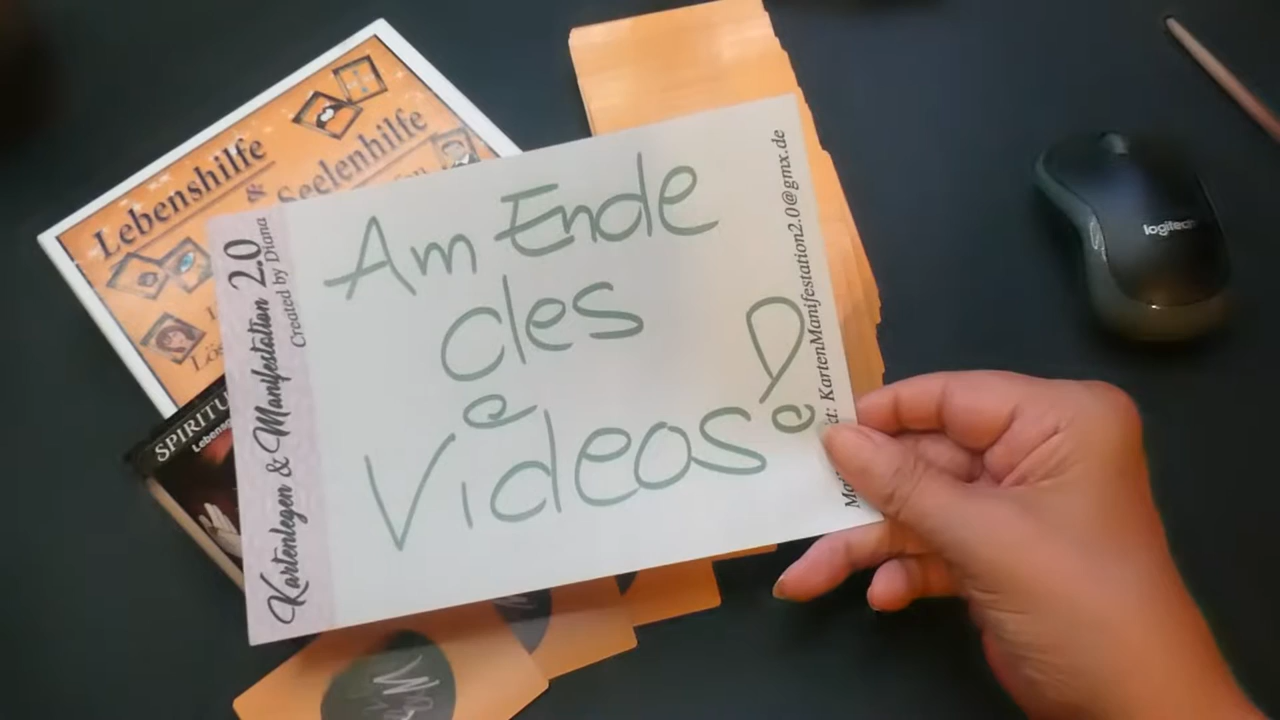 Lebenshilfe
Seelenhilfe
SPIRITU
Kartenlegen & Manifestation 2.0
Created by Diana
Am Ende
des
Videos!
KartenManifestation2.0@gmx.de
logitech